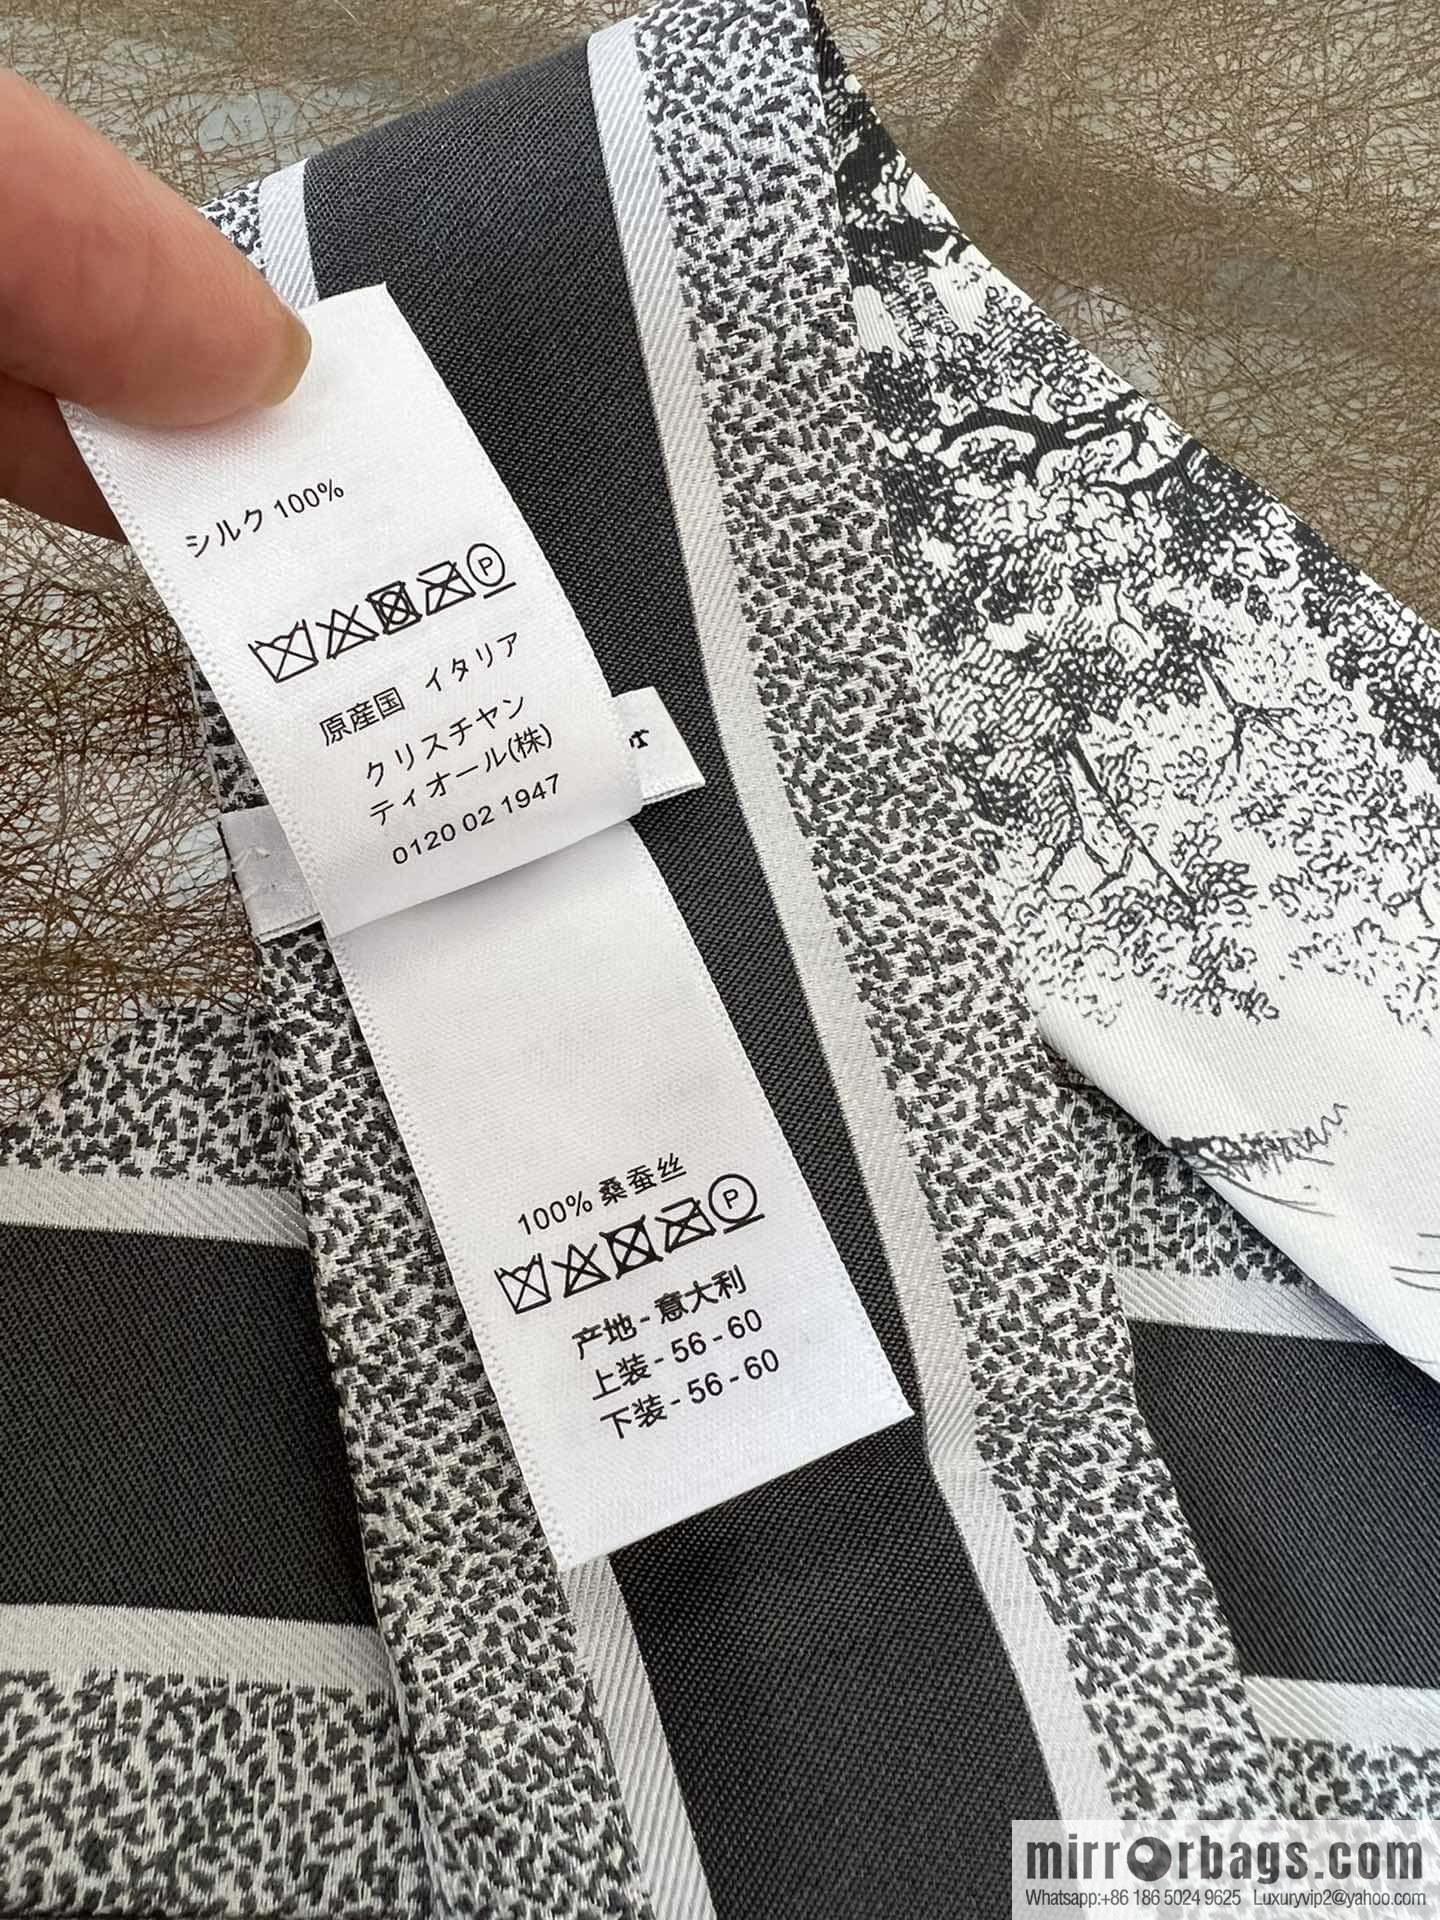 シルク 100%
P
原産国 イタリア
クリスチャン
ディオール(株)
0120 02 1947
100% 桑蚕丝
P
产地 - 意大利
上装 - 56 - 60
下装 - 56 - 60
mirrorbags.com
Whatsapp:+86 186 5024 9625 Luxuryvip2@yahoo.com